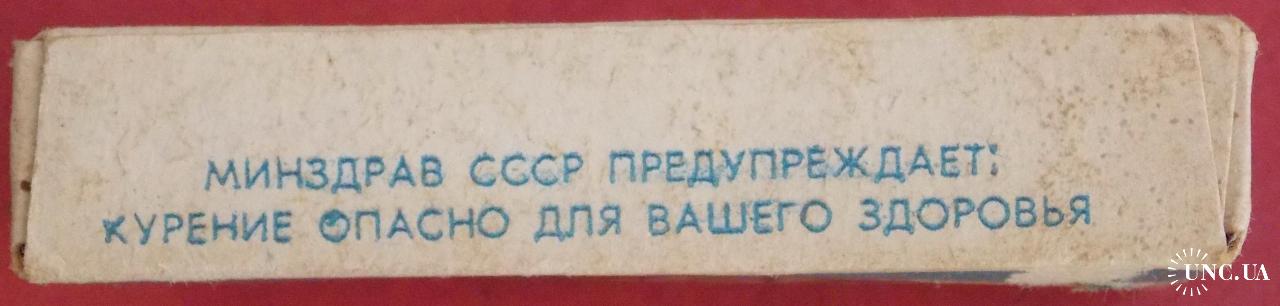 МИНЗДРАВ СССР ПРЕДУПРЕЖДАЕТ:
КУРЕНИЕ ОПАСНО ДЛЯ ВАШЕГО ЗДОРОВЬЯ
UNC.UA